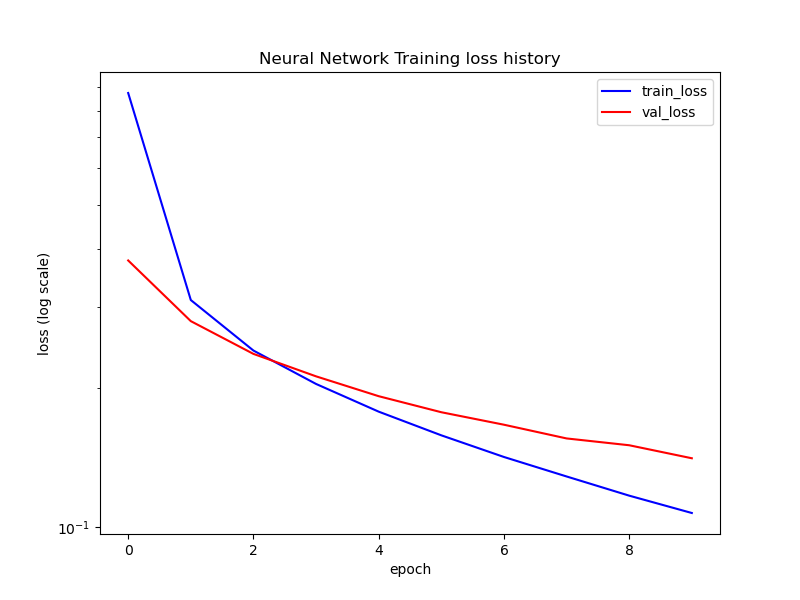 Neural Network Training loss history
train_loss
val_loss
loss (log scale)
10⁻¹
0 2 4 6 8
epoch